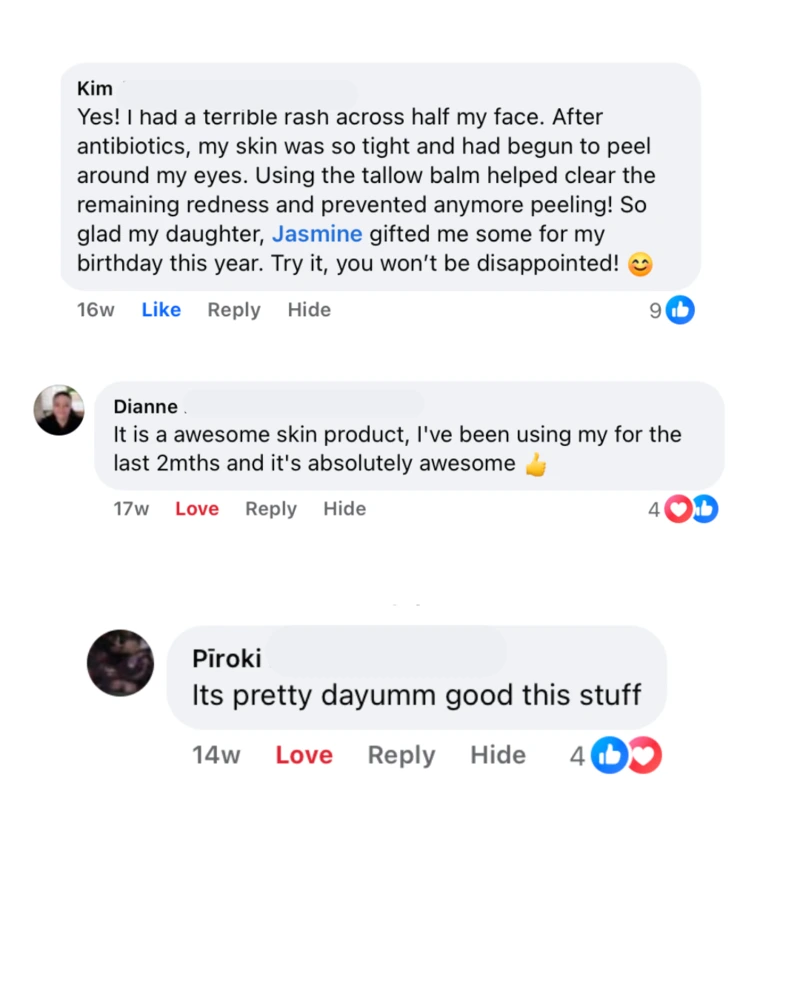 Kim
Yes! I had a terrible rash across half my face. After
antibiotics, my skin was so tight and had begun to peel
around my eyes. Using the tallow balm helped clear the
remaining redness and prevented anymore peeling! So
glad my daughter, Jasmine gifted me some for my
birthday this year. Try it, you won’t be disappointed! 😊
16w Like Reply Hide 9
Dianne
It is a awesome skin product, I've been using my for the
last 2mths and it's absolutely awesome 👍
17w Love Reply Hide 4
Pīroki
Its pretty dayumm good this stuff
14w Love Reply Hide 4